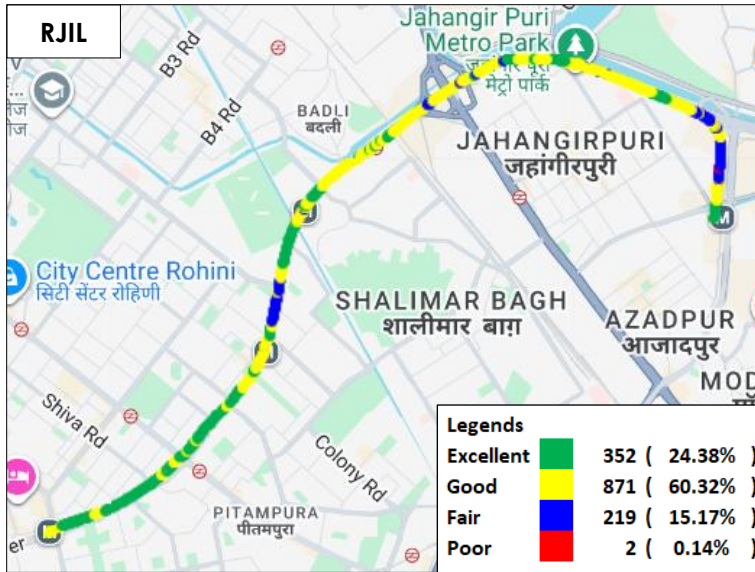 RJIL
Jahangir Puri
Metro Park
जहांगीर पूरी
मेट्रो पार्क
B3 Rd
B4 Rd
BADLI
बदली
JAHANGIRPURI
जहांगीरपुरी
City Centre Rohini
सिटी सेंटर रोहिणी
SHALIMAR BAGH
शालीमार बाग़
AZADPUR
आजादपुर
MOD
Shiva Rd
Colony Rd
PITAMPURA
पीतमपुरा
Legends
Excellent 352 ( 24.38% )
Good 871 ( 60.32% )
Fair 219 ( 15.17% )
Poor 2 ( 0.14% )